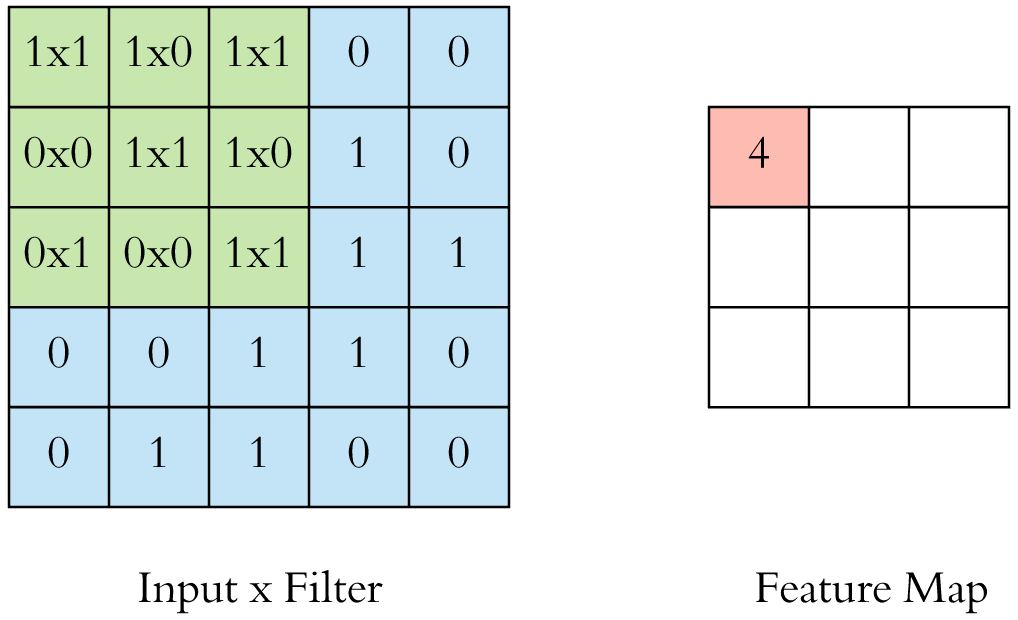 1x1 1x0 1x1 0 0
0x0 1x1 1x0 1 0
4
0x1 0x0 1x1 1 1
0 0 1 1 0
0 1 1 0 0
Input x Filter
Feature Map